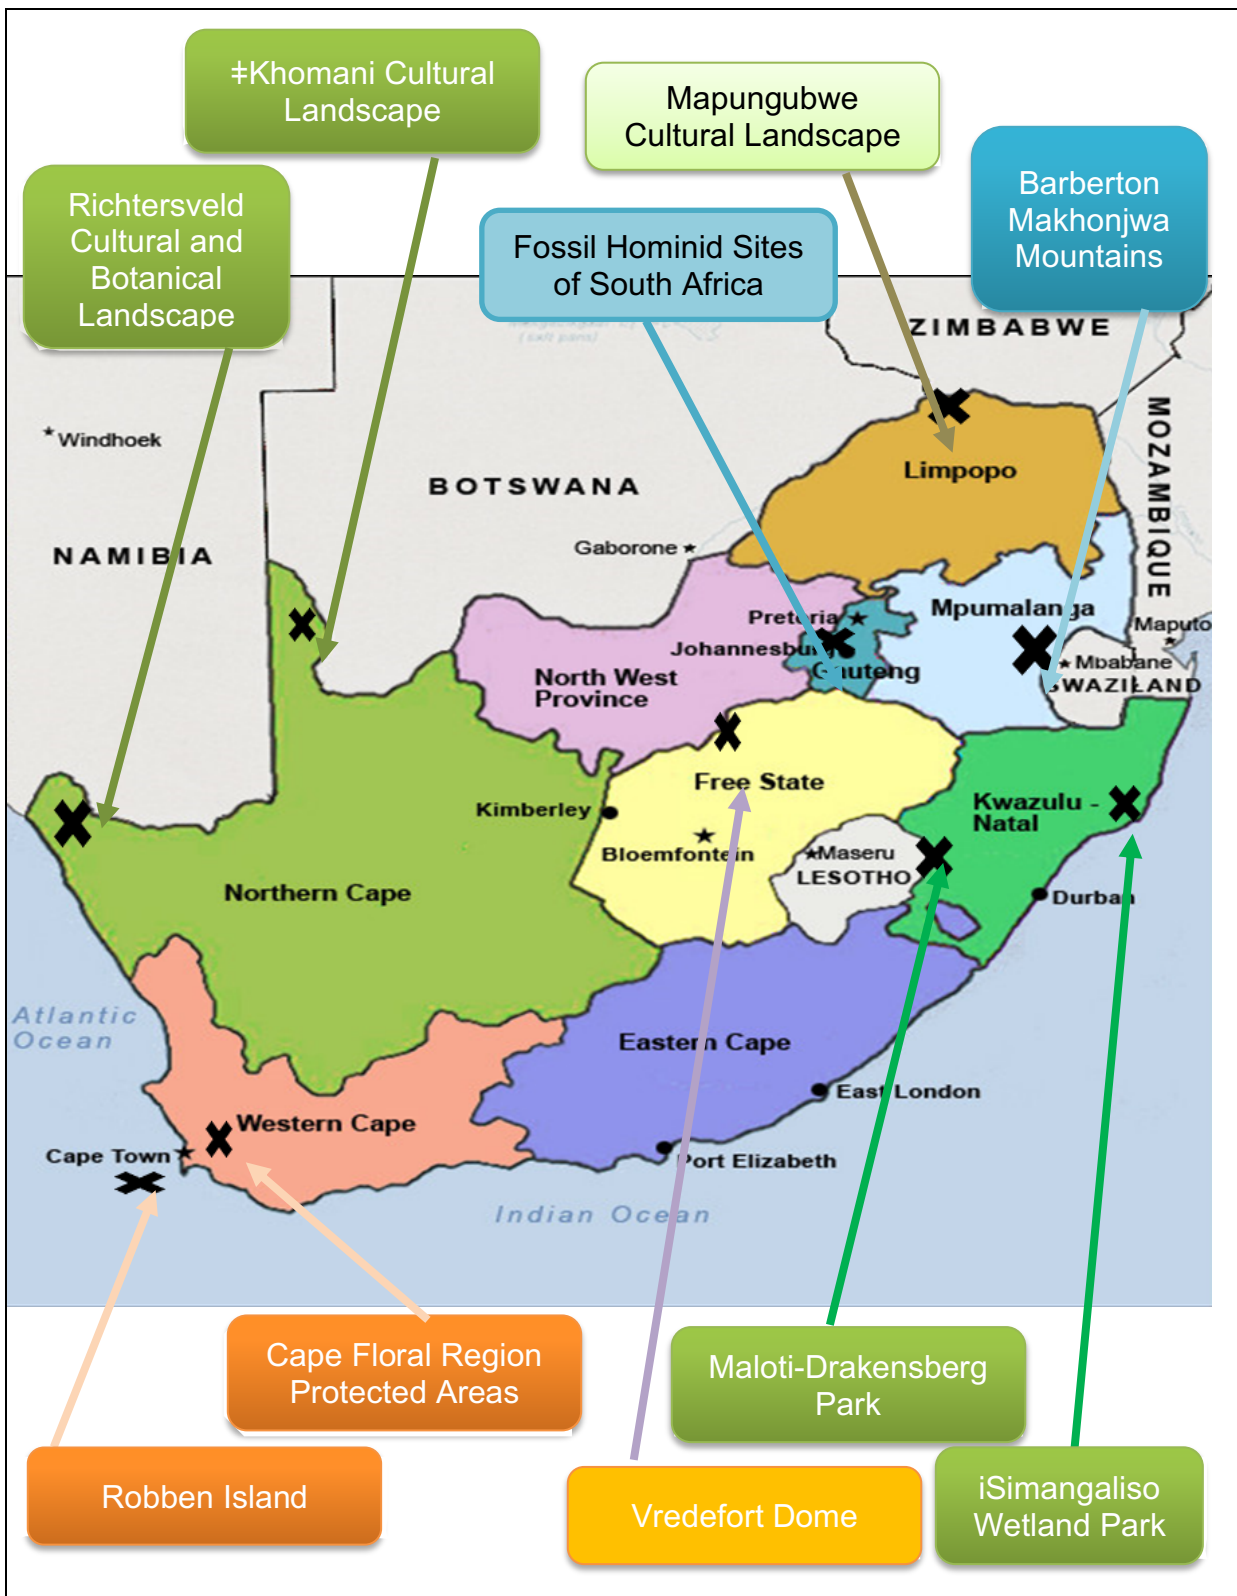 ǂKhomani Cultural
Landscape
Mapungubwe
Cultural Landscape
Barberton
Makhonjwa
Mountains
Richtersveld
Cultural and
Botanical
Landscape
Fossil Hominid Sites
of South Africa
ZIMBABWE
(salt pans)
MOZAMBIQUE
Windhoek
Limpopo
BOTSWANA
NAMIBIA
Gaborone
Pretoria
Mpumalanga
Maputo
Johannesburg
Gauteng
Mbabane
SWAZILAND
North West
Province
Free State
Kimberley
Kwazulu -
Natal
Bloemfontein
Maseru
LESOTHO
Northern Cape
Durban
Atlantic
Ocean
Eastern Cape
East London
Western Cape
Cape Town
Port Elizabeth
Indian Ocean
Cape Floral Region
Protected Areas
Maloti-Drakensberg
Park
Robben Island
Vredefort Dome
iSimangaliso
Wetland Park